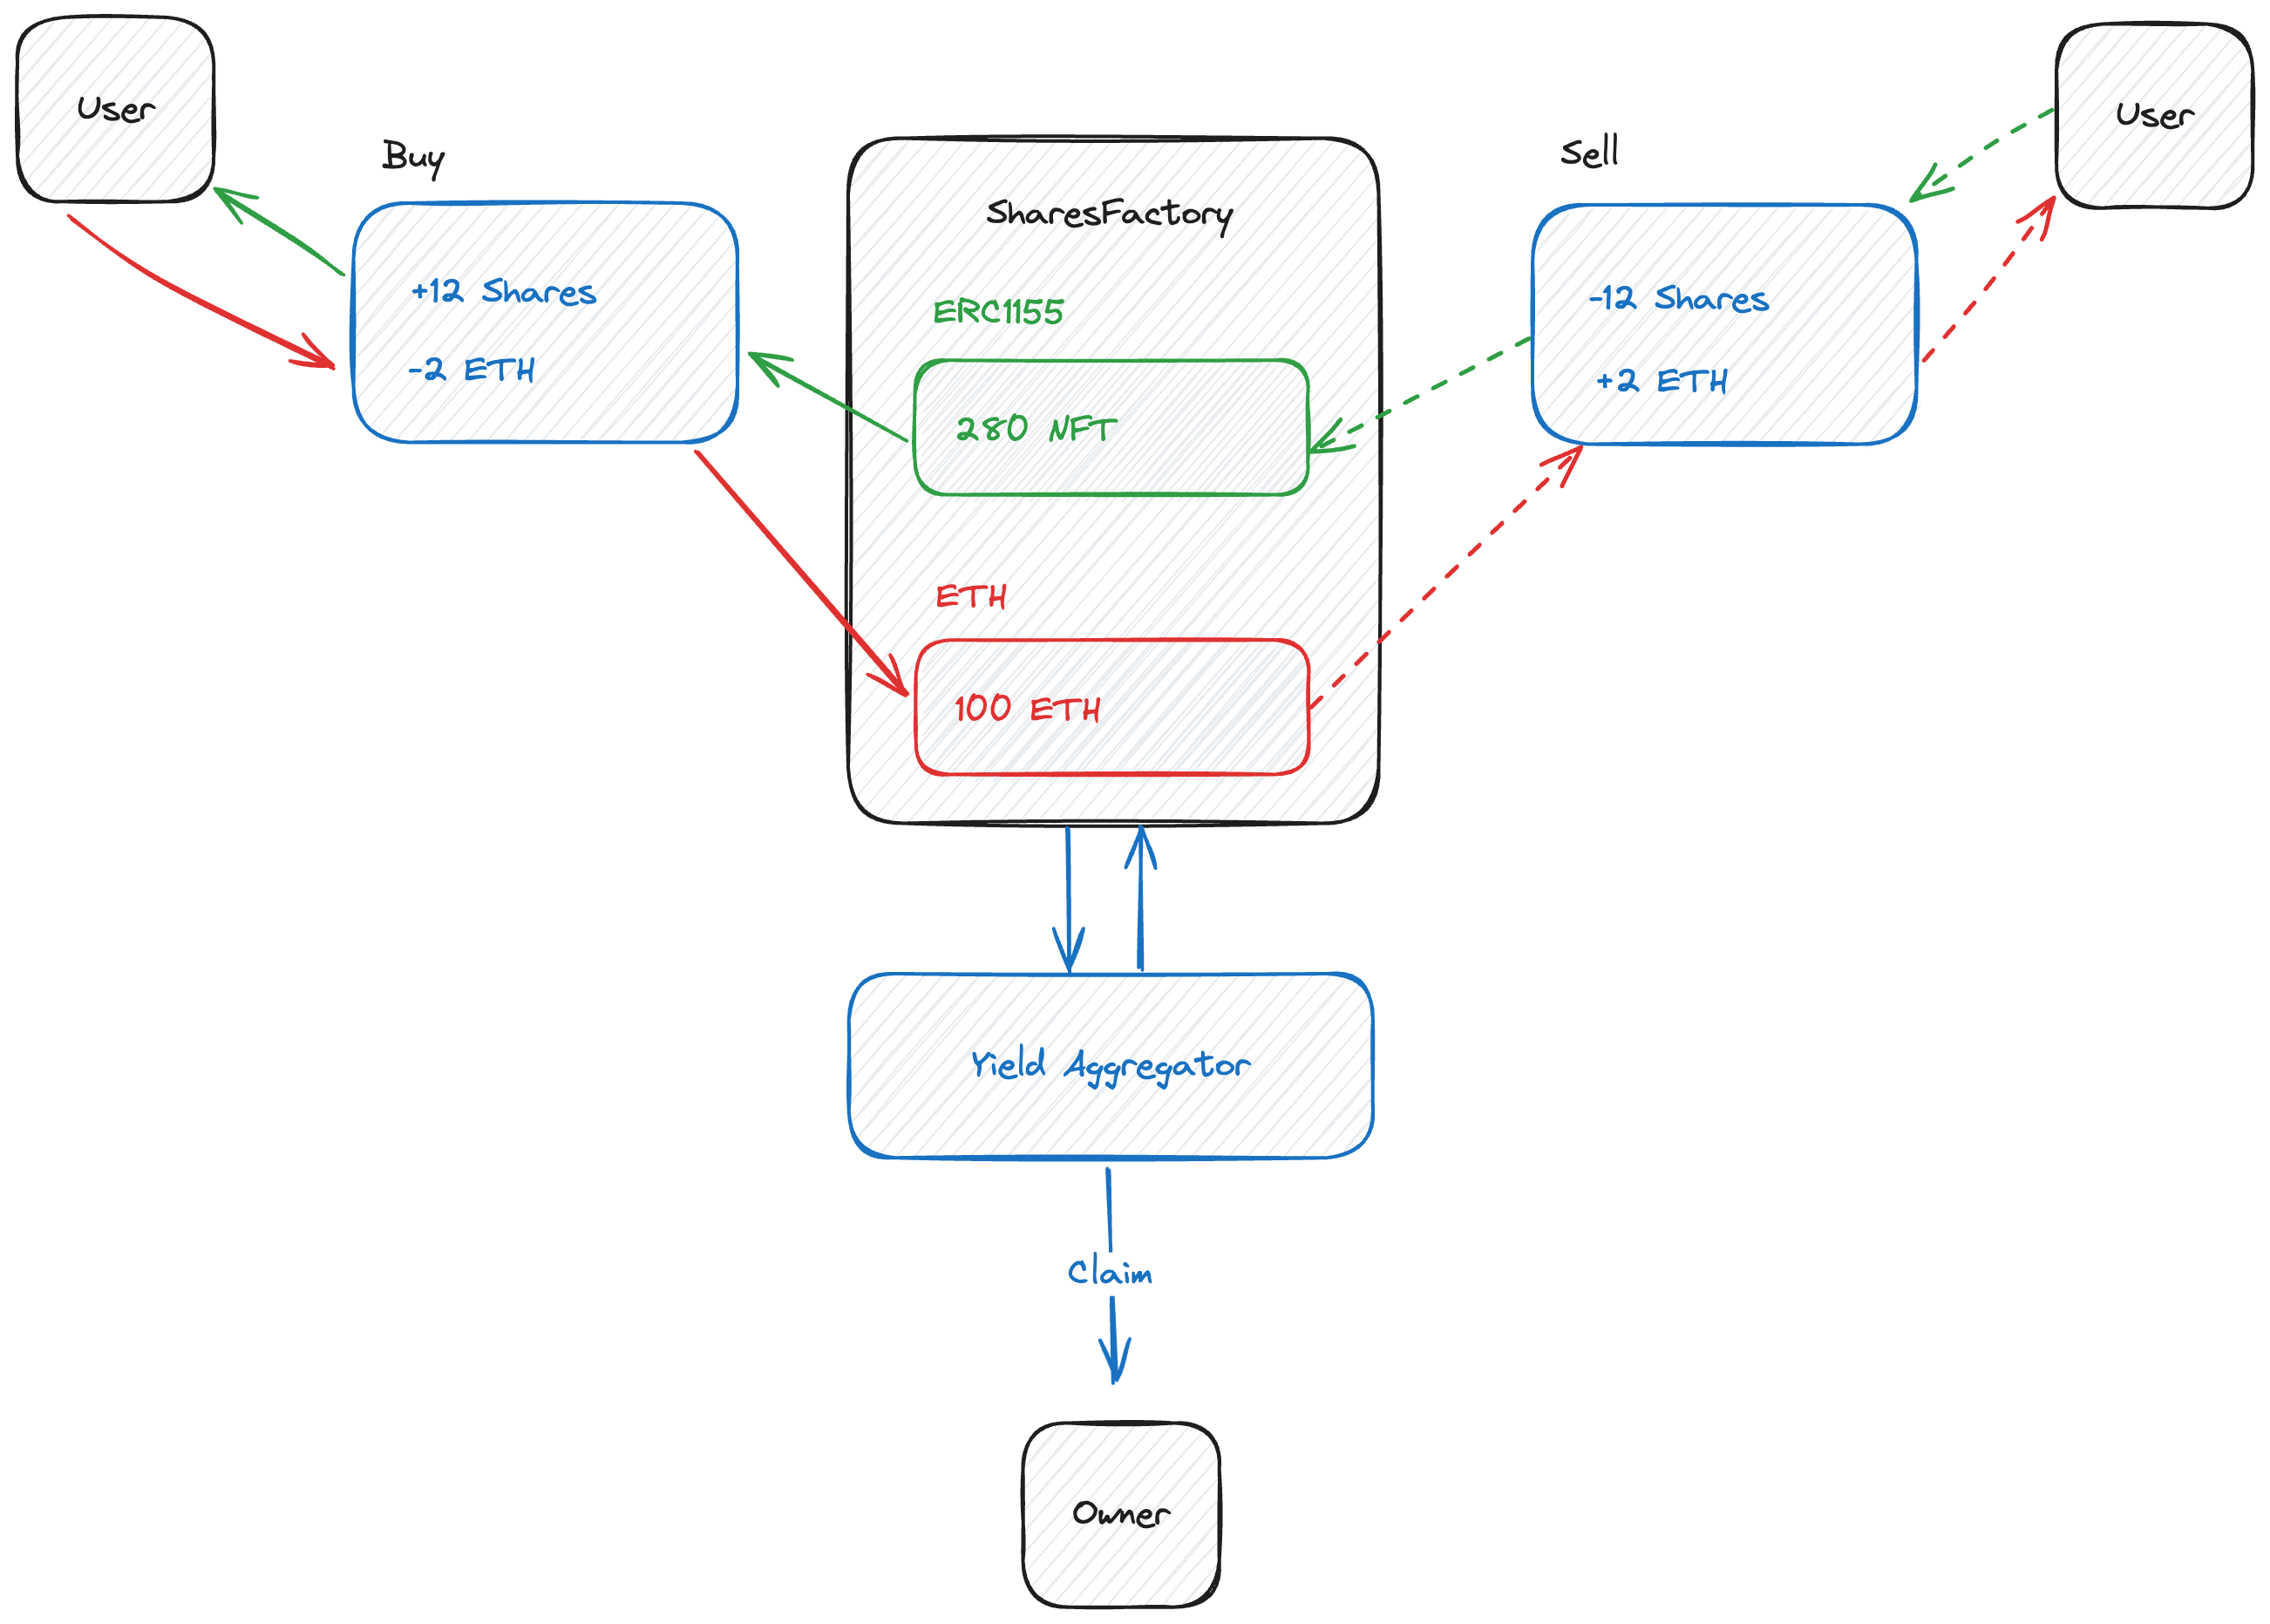 User
Buy
+12 Shares
-2 ETH
SharesFactory
ERC1155
280 NFT
ETH
100 ETH
Sell
-12 Shares
+2 ETH
User
Yield Aggregator
Claim
Owner